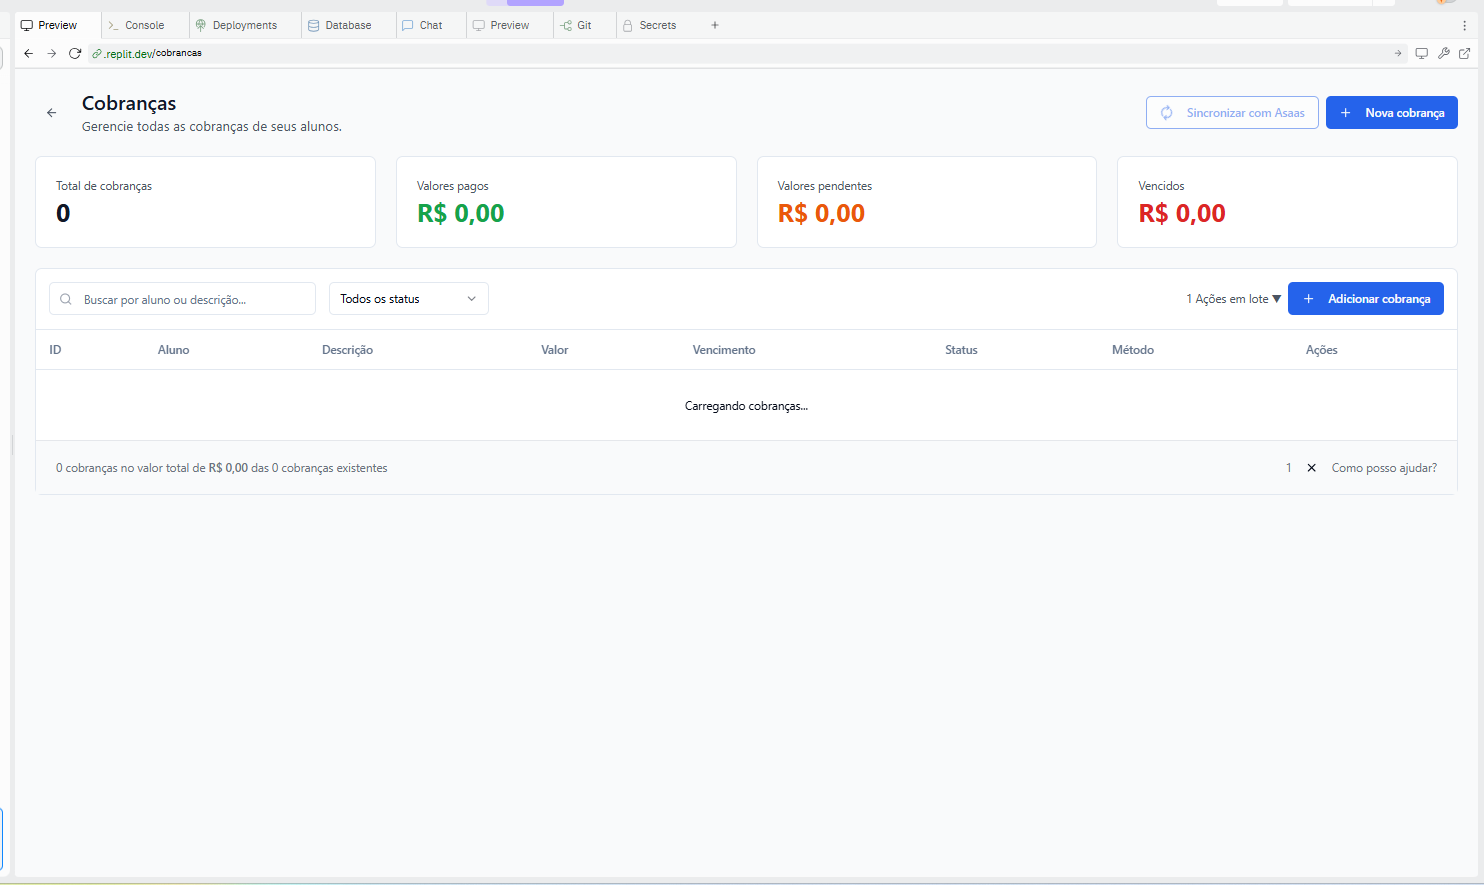 Preview
Console
Deployments
Database
Chat
Preview
Git
Secrets
.replit.dev/cobrancas
Cobranças
Gerencie todas as cobranças de seus alunos.
Sincronizar com Asaas
Nova cobrança
Total de cobranças
0
Valores pagos
R$ 0,00
Valores pendentes
R$ 0,00
Vencidos
R$ 0,00
Buscar por aluno ou descrição...
Todos os status
1 Ações em lote ▼
Adicionar cobrança
ID Aluno Descrição Valor Vencimento Status Método Ações
Carregando cobranças...
0 cobranças no valor total de R$ 0,00 das 0 cobranças existentes
1 ✕ Como posso ajudar?